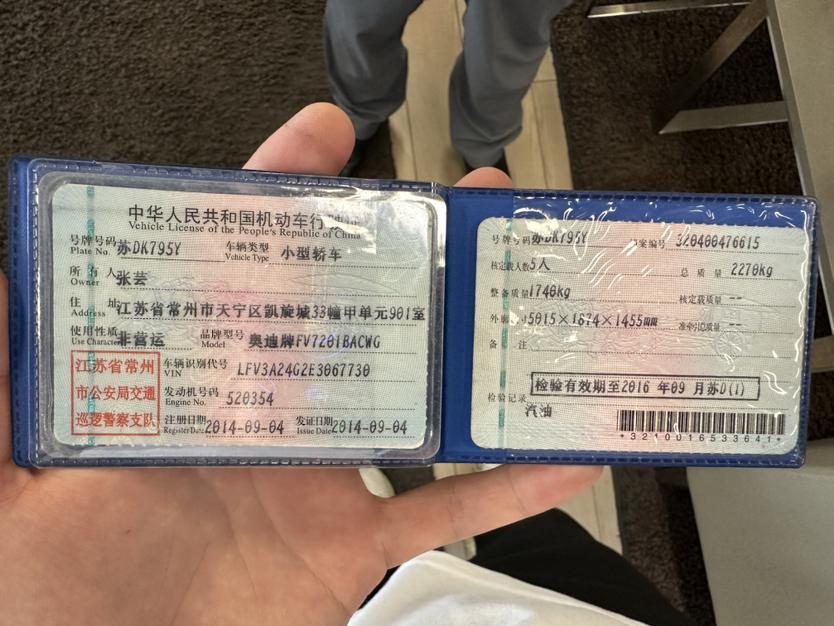 中华人民共和国机动车行
Vehicle License of the People's Republic of China
号牌号码 苏DK795Y 车辆类型 小型轿车
Plate No. Vehicle Type
所有人 张芸
Owner
住址 江苏省常州市天宁区凯旋城33幢甲单元901室
Address
使用性质 非营运 品牌型号 奥迪牌FV7201BACWG
Use Character Model
江苏省常州
市公安局交通
巡逻警察支队
车辆识别代号 LFV3A24G2E3067730
VIN
发动机号码 520354
Engine No.
注册日期 2014-09-04 发证日期 2014-09-04
Register Date Issue Date
号牌号码 苏DK795Y 档案编号 320400476615
核定载人数 5人 总质量 2270kg
整备质量 1740kg 核定载质量 --
外廓 5015×1874×1455mm 准牵引总质量 --
备注
检验记录 检验有效期至2016年09月苏D(1)
汽油
*3210016533641*